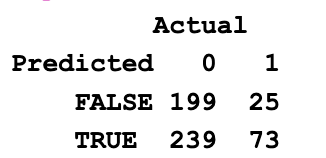 Actual
Predicted 0 1
FALSE 199 25
TRUE 239 73